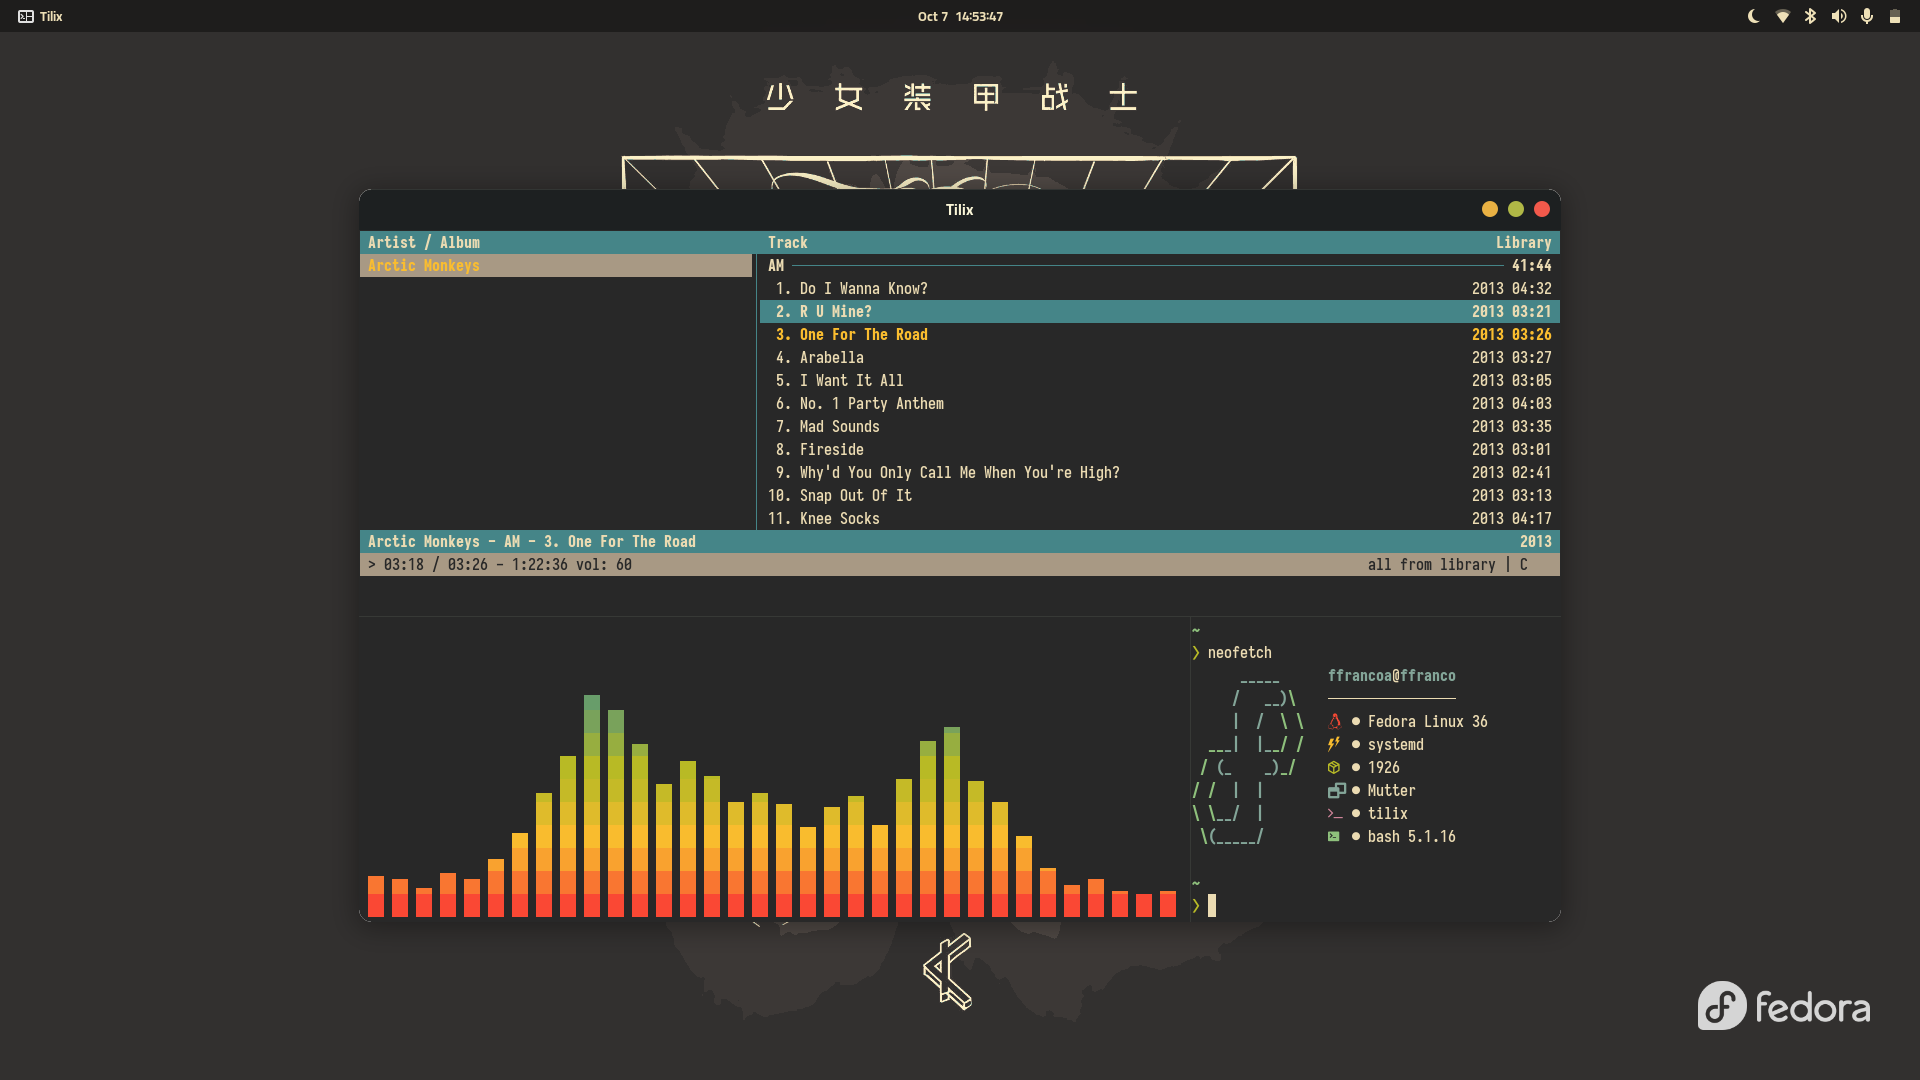 Tilix
Oct 7 14:53:47
少女装甲战士
Tilix
Artist / Album Track Library
Arctic Monkeys
AM 41:44
1. Do I Wanna Know? 2013 04:32
2. R U Mine? 2013 03:21
3. One For The Road 2013 03:26
4. Arabella 2013 03:27
5. I Want It All 2013 03:05
6. No. 1 Party Anthem 2013 04:03
7. Mad Sounds 2013 03:35
8. Fireside 2013 03:01
9. Why'd You Only Call Me When You're High? 2013 02:41
10. Snap Out Of It 2013 03:13
11. Knee Socks 2013 04:17
Arctic Monkeys - AM - 3. One For The Road 2013
> 03:18 / 03:26 - 1:22:36 vol: 60 all from library | C
~
❯ neofetch
ffrancoa@ffranco
● Fedora Linux 36
● systemd
● 1926
● Mutter
● tilix
● bash 5.1.16
~
❯
fedora